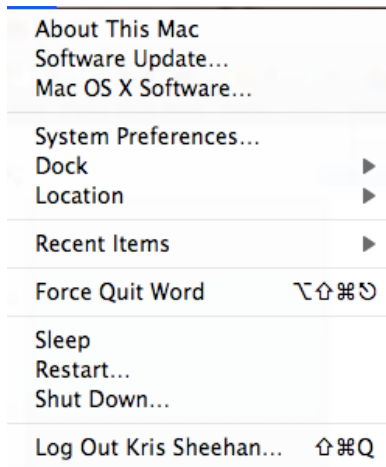 About This Mac
Software Update...
Mac OS X Software...
System Preferences...
Dock ▶
Location ▶
Recent Items ▶
Force Quit Word ⌥⇧⌘⎋
Sleep
Restart...
Shut Down...
Log Out Kris Sheehan... ⇧⌘Q